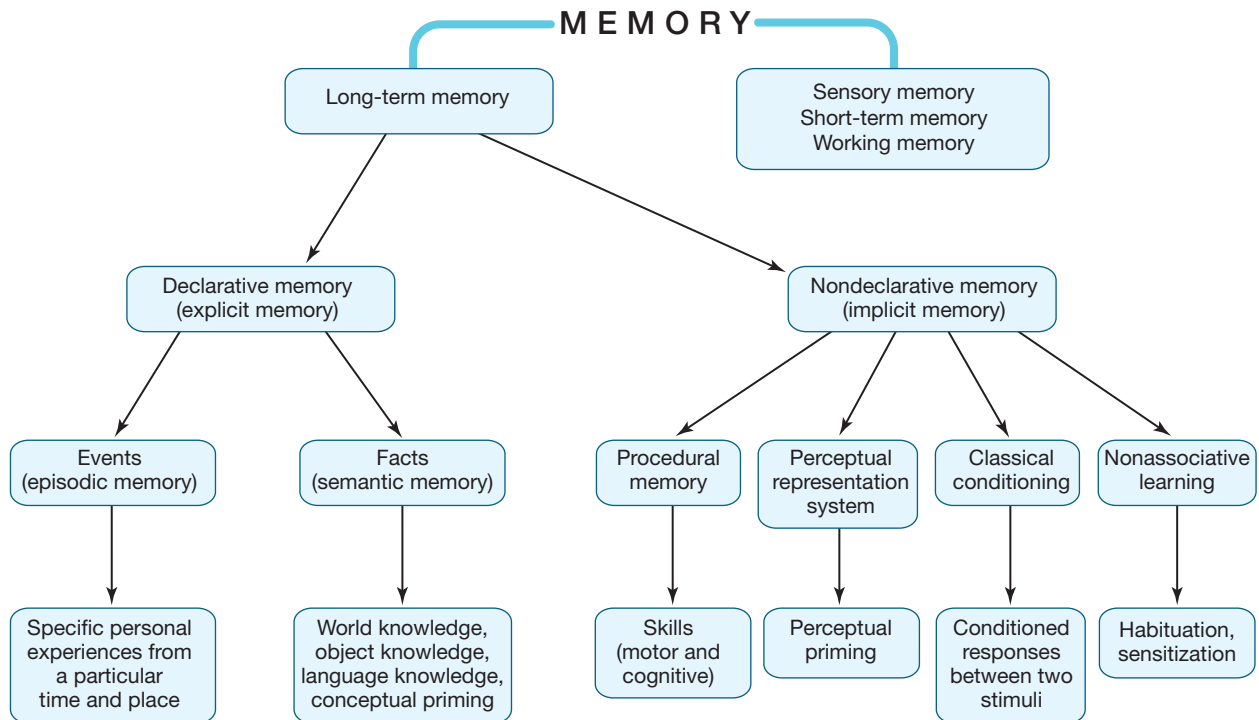 MEMORY
Long-term memory
Sensory memory
Short-term memory
Working memory
Declarative memory
(explicit memory)
Nondeclarative memory
(implicit memory)
Events
(episodic memory)
Facts
(semantic memory)
Procedural
memory
Perceptual
representation
system
Classical
conditioning
Nonassociative
learning
Specific personal
experiences from
a particular
time and place
World knowledge,
object knowledge,
language knowledge,
conceptual priming
Skills
(motor and
cognitive)
Perceptual
priming
Conditioned
responses
between two
stimuli
Habituation,
sensitization